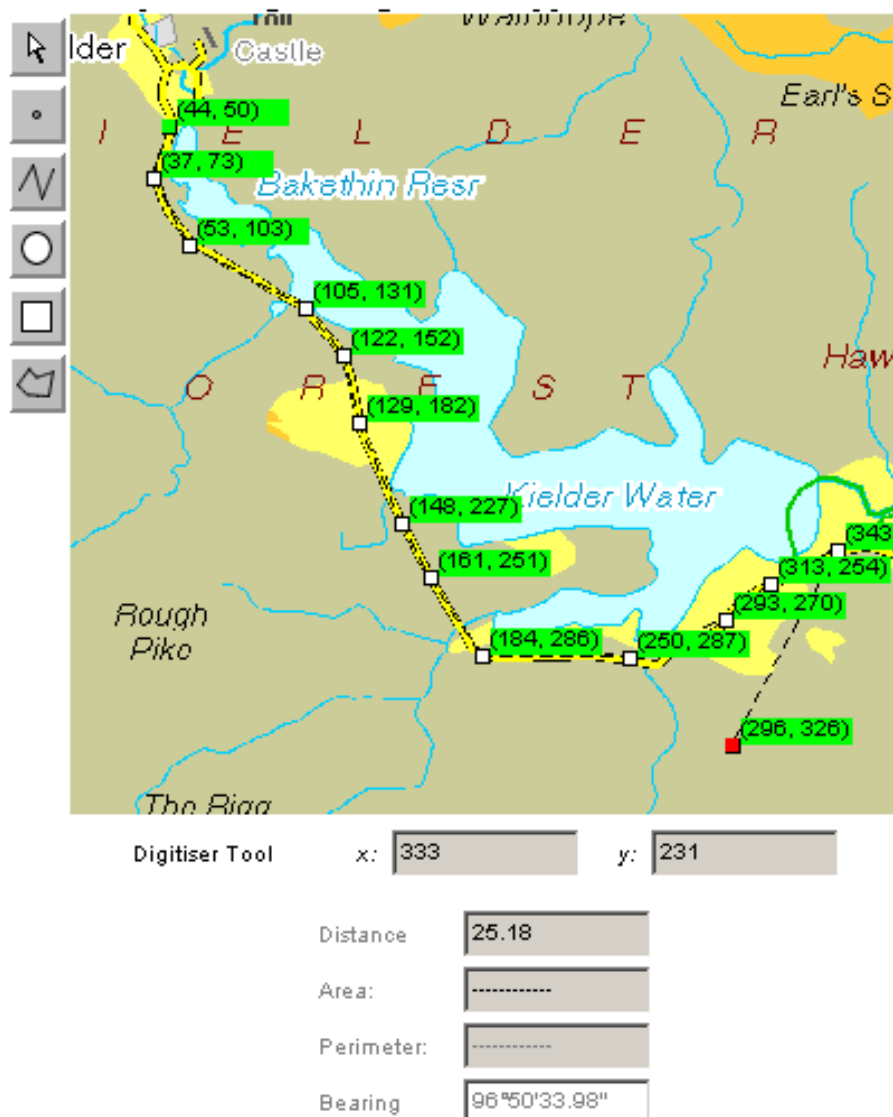 Wainhope
lder
Castle
Earl's S
(44, 50)
I E L D E R
(37, 73)
Bakethin Resr
(53, 103)
(105, 131)
(122, 152)
Haw
O R E S T
(129, 182)
Kielder Water
(148, 227)
(343
(161, 251)
(313, 254)
(293, 270)
Rough
Pike
(184, 286)
(250, 287)
(296, 326)
The Rigg
Digitiser Tool x: 333 y: 231
Distance 25.18
Area: ------------
Perimeter: ------------
Bearing 96°50'33.98"